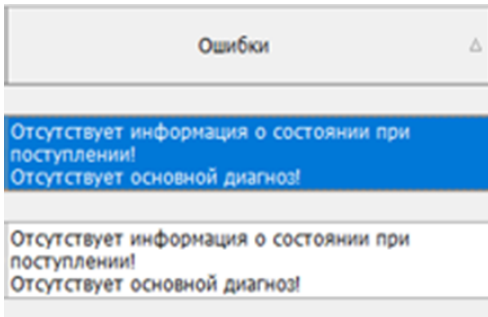 Ошибки
Отсутствует информация о состоянии при
поступлении!
Отсутствует основной диагноз!
Отсутствует информация о состоянии при
поступлении!
Отсутствует основной диагноз!